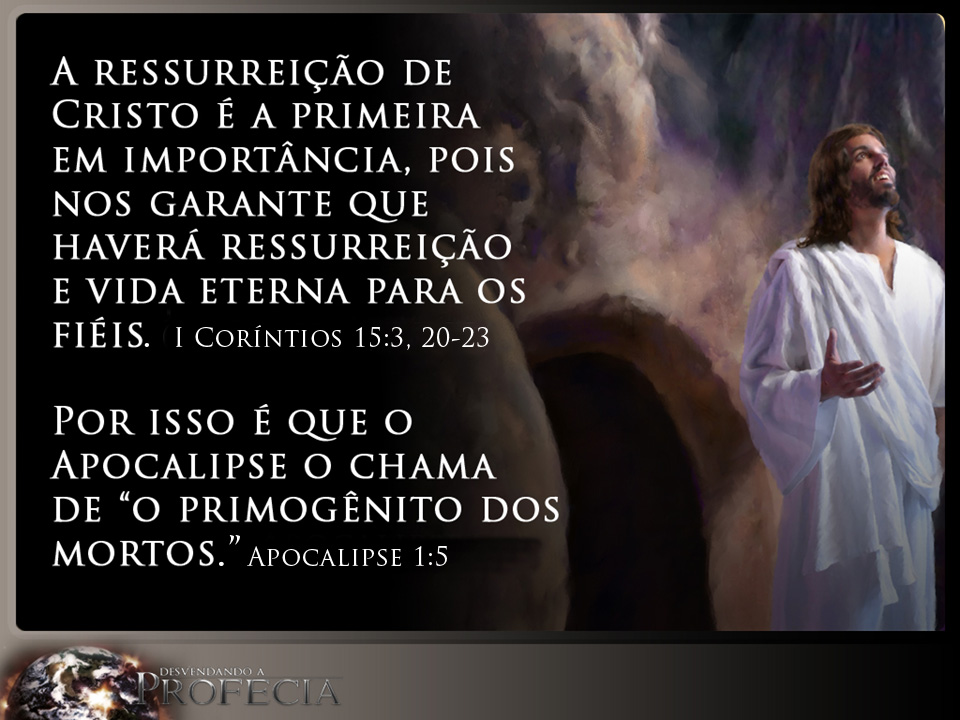 A ressurreição de
Cristo é a primeira
em importância, pois
nos garante que
haverá ressurreição
e vida eterna para os
fiéis. I Coríntios 15:3, 20-23
Por isso é que o
Apocalipse o chama
de “o primogênito dos
mortos.” Apocalipse 1:5
DESVENDANDO A
PROFECIA